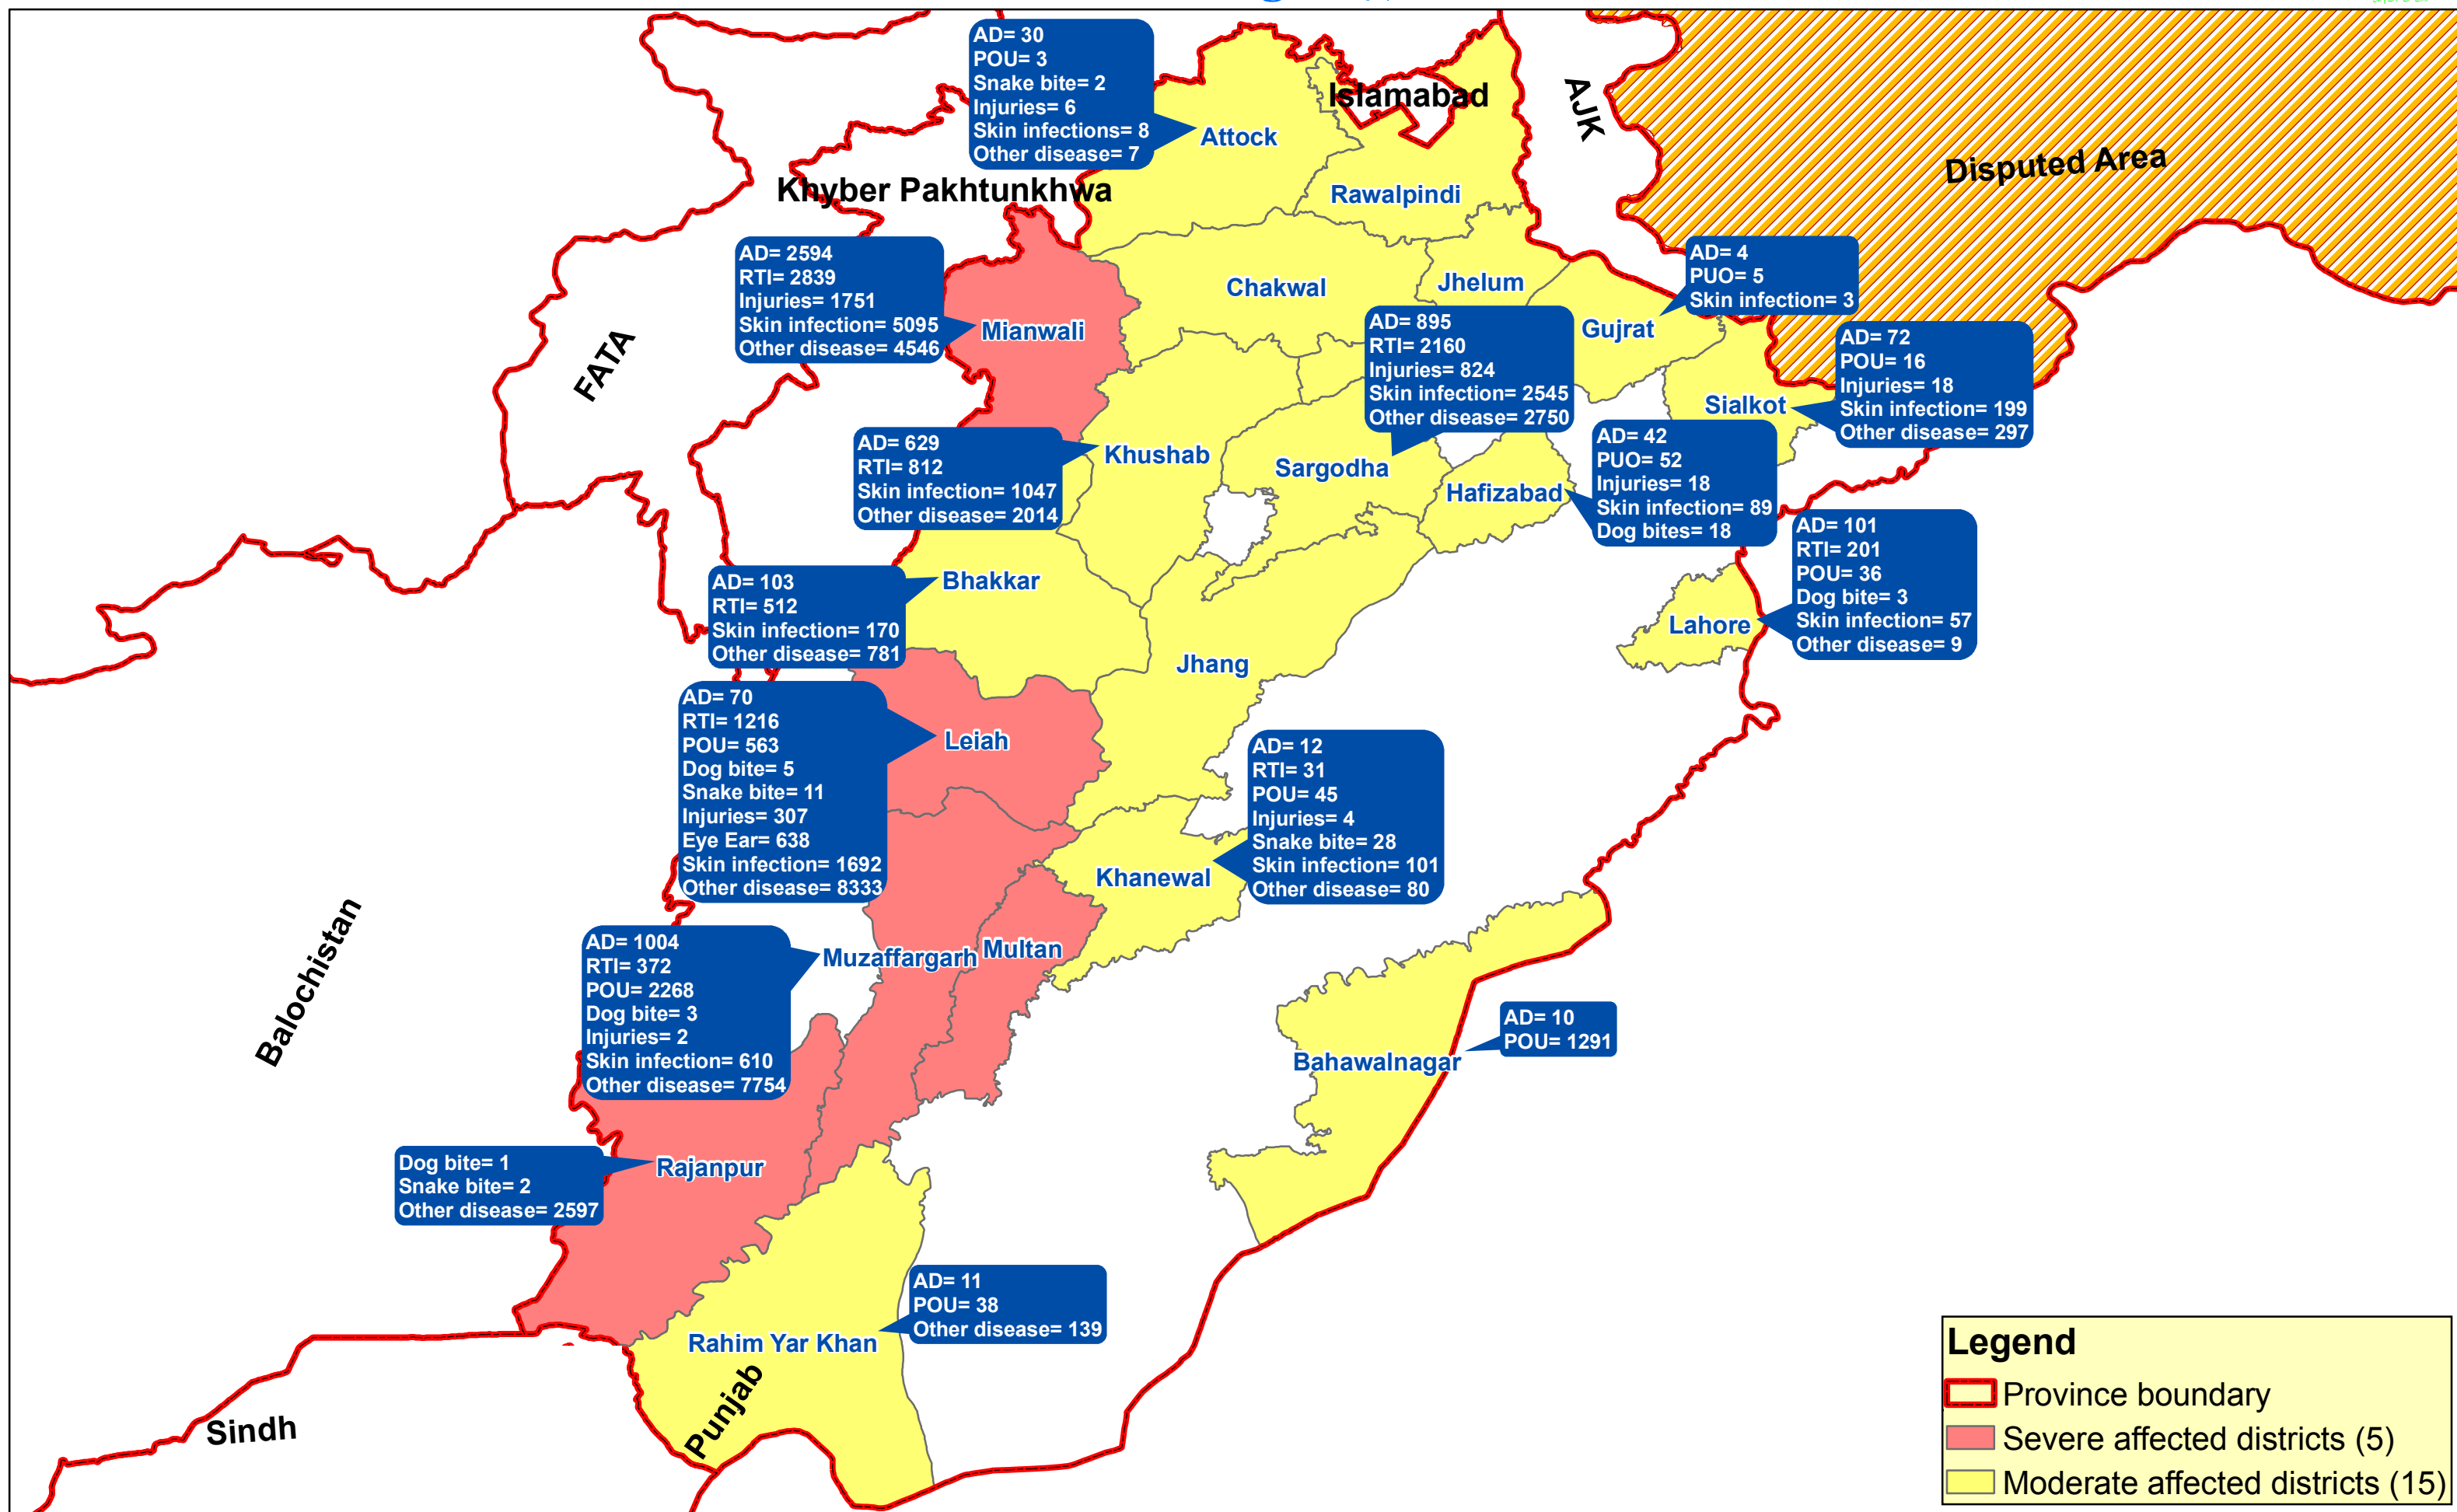 AD= 30
POU= 3
Snake bite= 2
Injuries= 6
Skin infections= 8
Other disease= 7
Islamabad
AJK
Attock
Disputed Area
Khyber Pakhtunkhwa
Rawalpindi
AD= 2594
RTI= 2839
Injuries= 1751
Skin infection= 5095
Other disease= 4546
Mianwali
Chakwal
Jhelum
AD= 4
PUO= 5
Skin infection= 3
Gujrat
FATA
AD= 895
RTI= 2160
Injuries= 824
Skin infection= 2545
Other disease= 2750
AD= 72
POU= 16
Injuries= 18
Skin infection= 199
Other disease= 297
Sialkot
AD= 629
RTI= 812
Skin infection= 1047
Other disease= 2014
Khushab
Sargodha
Hafizabad
AD= 42
PUO= 52
Injuries= 18
Skin infection= 89
Dog bites= 18
AD= 101
RTI= 201
POU= 36
Dog bite= 3
Skin infection= 57
Other disease= 9
Lahore
AD= 103
RTI= 512
Skin infection= 170
Other disease= 781
Bhakkar
Jhang
AD= 70
RTI= 1216
POU= 563
Dog bite= 5
Snake bite= 11
Injuries= 307
Eye Ear= 638
Skin infection= 1692
Other disease= 8333
Leiah
AD= 12
RTI= 31
POU= 45
Injuries= 4
Snake bite= 28
Skin infection= 101
Other disease= 80
Khanewal
Balochistan
AD= 1004
RTI= 372
POU= 2268
Dog bite= 3
Injuries= 2
Skin infection= 610
Other disease= 7754
Muzaffargarh
Multan
AD= 10
POU= 1291
Bahawalnagar
Dog bite= 1
Snake bite= 2
Other disease= 2597
Rajanpur
AD= 11
POU= 38
Other disease= 139
Rahim Yar Khan
Punjab
Sindh
Legend
Province boundary
Severe affected districts (5)
Moderate affected districts (15)